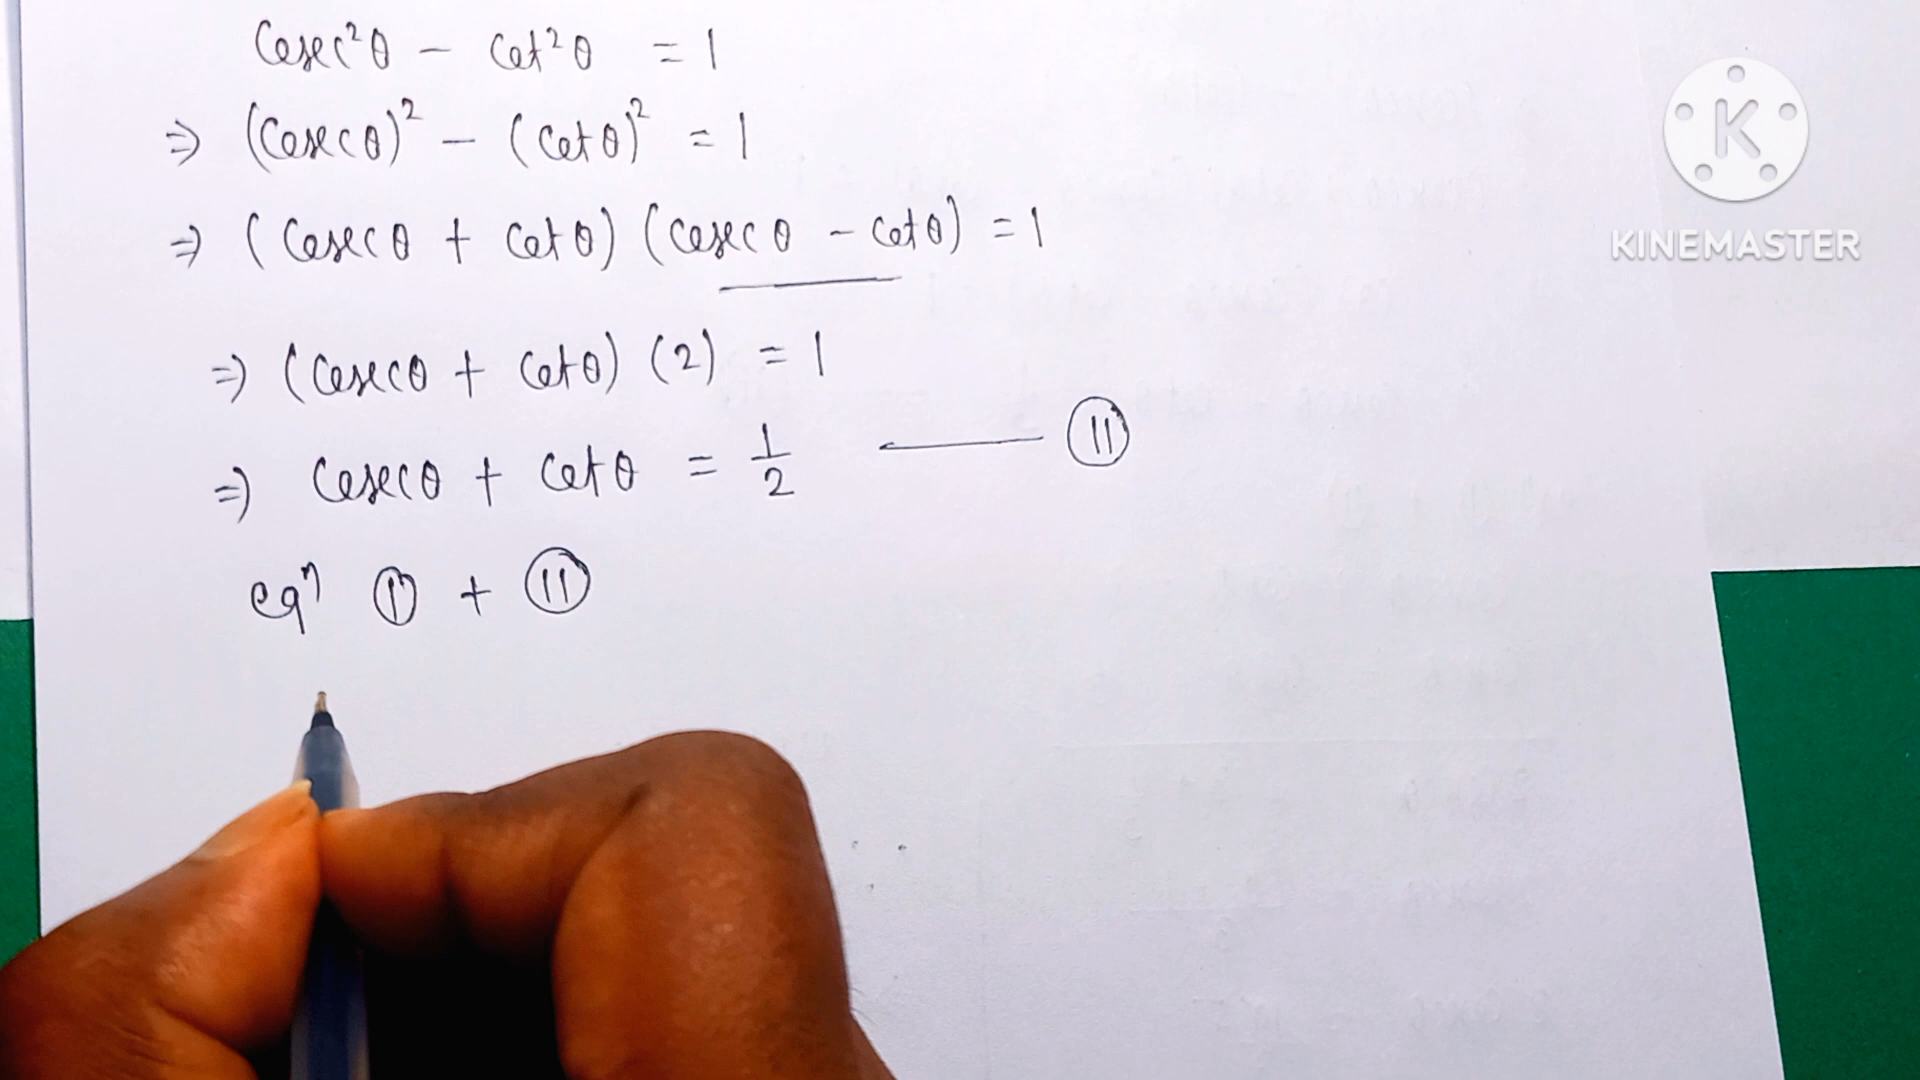 Cosec²θ - Cot²θ = 1
⇒ (Cosecθ)² - (Cotθ)² = 1
⇒ (Cosecθ + Cotθ) (Cosecθ - Cotθ) = 1
⇒ (Cosecθ + Cotθ) (2) = 1
⇒ Cosecθ + Cotθ = 1/2 —— (II)
eqⁿ (I) + (II)
K
KINEMASTER